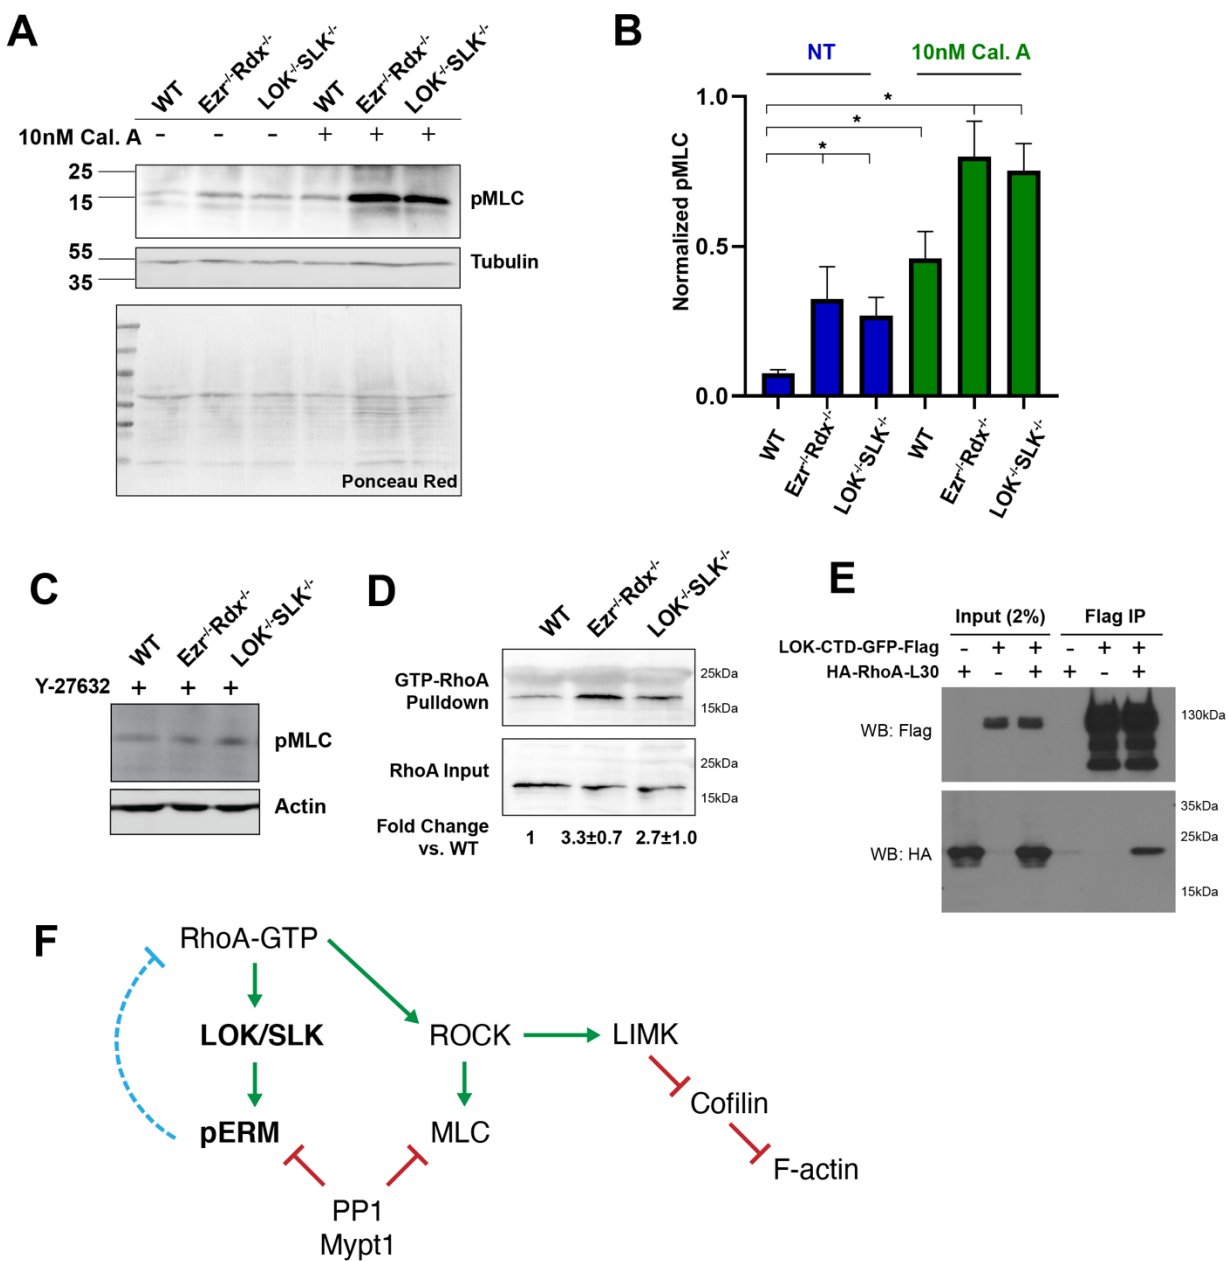 A
WT Ezr-/-Rdx-/- LOK-/-SLK-/- WT Ezr-/-Rdx-/- LOK-/-SLK-/-
10nM Cal. A - - - + + +
25
15
pMLC
55
35
Tubulin
Ponceau Red
B
NT 10nM Cal. A
* 
*
*
1.0
0.5
0.0
Normalized pMLC
WT Ezr-/-Rdx-/- LOK-/-SLK-/- WT Ezr-/-Rdx-/- LOK-/-SLK-/-
C
WT Ezr-/-Rdx-/- LOK-/-SLK-/-
Y-27632 + + +
pMLC
Actin
D
WT Ezr-/-Rdx-/- LOK-/-SLK-/-
GTP-RhoA
Pulldown
25kDa
15kDa
RhoA Input
25kDa
15kDa
Fold Change
vs. WT
1 3.3±0.7 2.7±1.0
E
Input (2%) Flag IP
LOK-CTD-GFP-Flag - + + - + +
HA-RhoA-L30 + - + + - +
WB: Flag
130kDa
WB: HA
35kDa
25kDa
15kDa
F
RhoA-GTP
LOK/SLK ROCK LIMK
pERM MLC Cofilin
F-actin
PP1
Mypt1